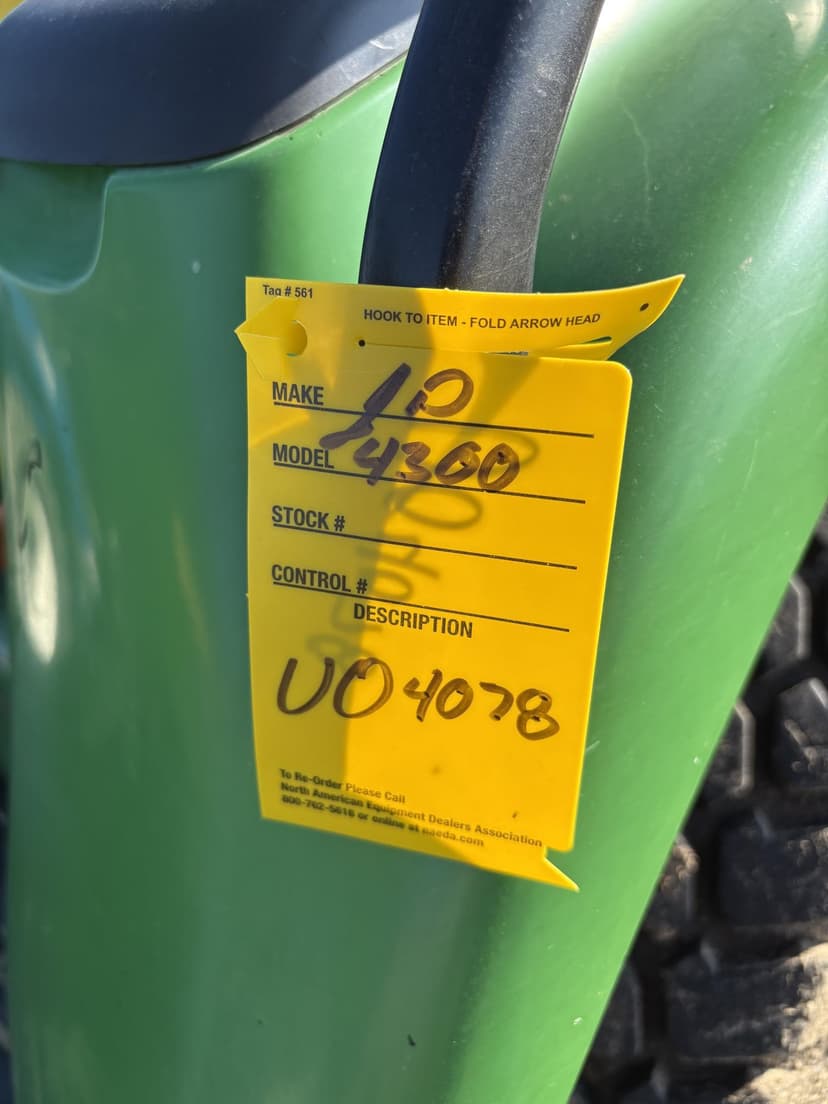 Tag # 561
HOOK TO ITEM - FOLD ARROW HEAD
MAKE JD
MODEL 4300
STOCK #
CONTROL #
DESCRIPTION
UO4078
To Re-Order Please Call
North American Equipment Dealers Association
800-762-5616 or online at naeda.com